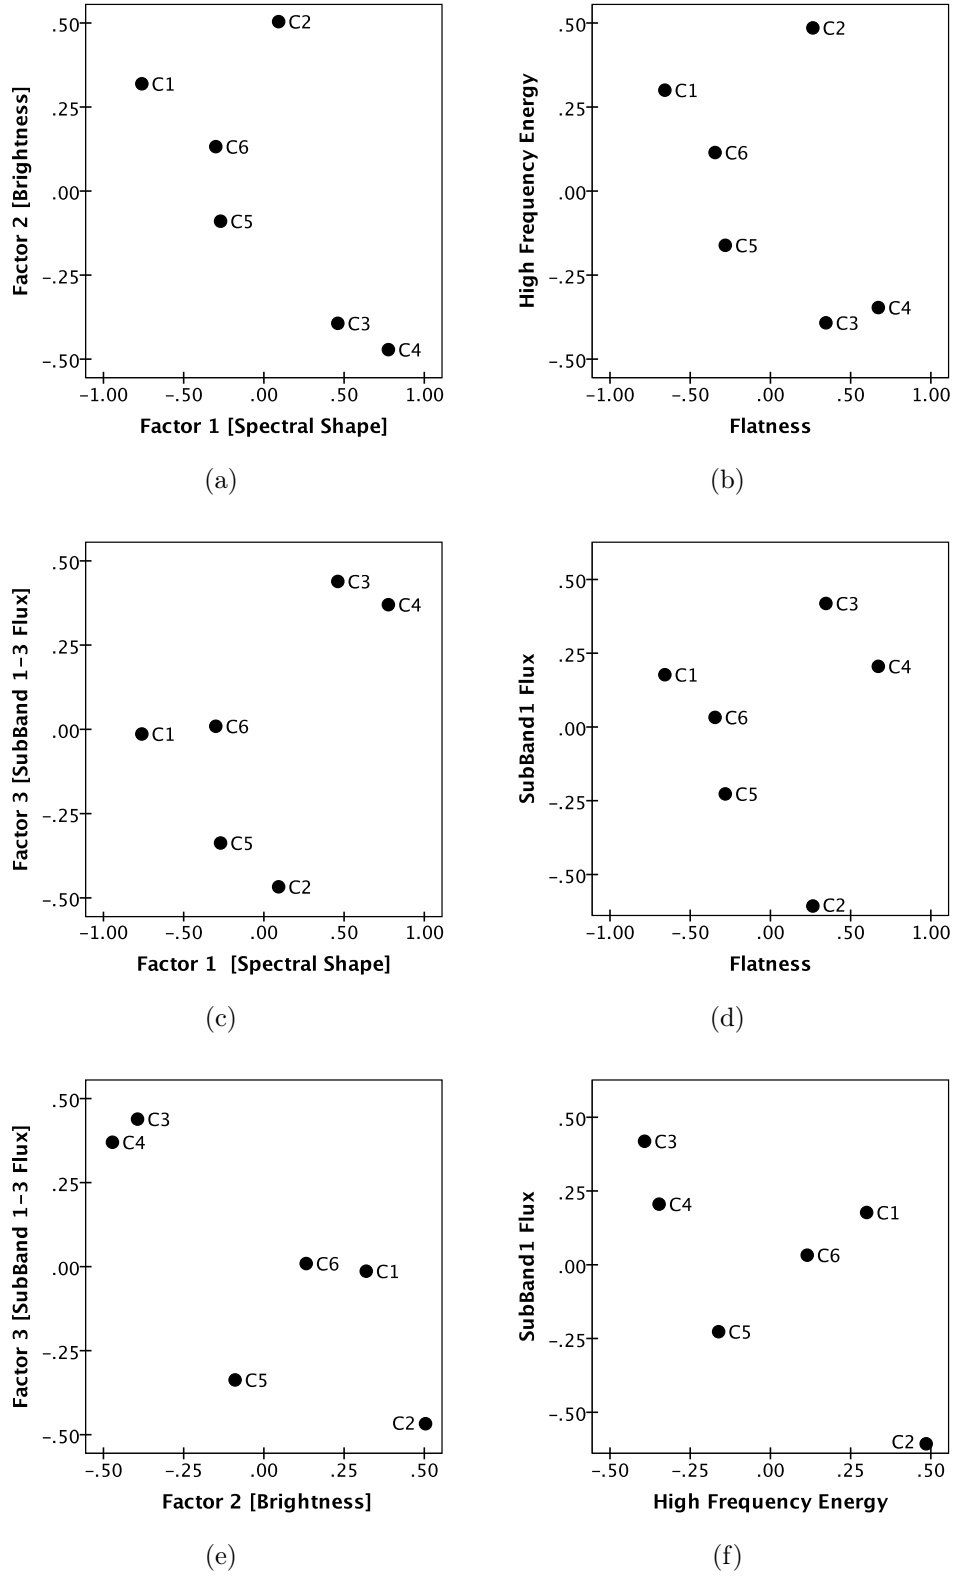 .50
.25
.00
–.25
–.50
Factor 2 [Brightness]
C2
C1
C6
C5
C3
C4
–1.00 –.50 .00 .50 1.00
Factor 1 [Spectral Shape]
(a)
.50
.25
.00
–.25
–.50
High Frequency Energy
C2
C1
C6
C5
C4
C3
–1.00 –.50 .00 .50 1.00
Flatness
(b)
.50
.25
.00
–.25
–.50
Factor 3 [SubBand 1–3 Flux]
C3
C4
C6
C1
C5
C2
–1.00 –.50 .00 .50 1.00
Factor 1 [Spectral Shape]
(c)
.50
.25
.00
–.25
–.50
SubBand1 Flux
C3
C4
C1
C6
C5
C2
–1.00 –.50 .00 .50 1.00
Flatness
(d)
.50
.25
.00
–.25
–.50
Factor 3 [SubBand 1–3 Flux]
C3
C4
C6
C1
C5
C2
–.50 –.25 .00 .25 .50
Factor 2 [Brightness]
(e)
.50
.25
.00
–.25
–.50
SubBand1 Flux
C3
C4
C1
C6
C5
C2
–.50 –.25 .00 .25 .50
High Frequency Energy
(f)